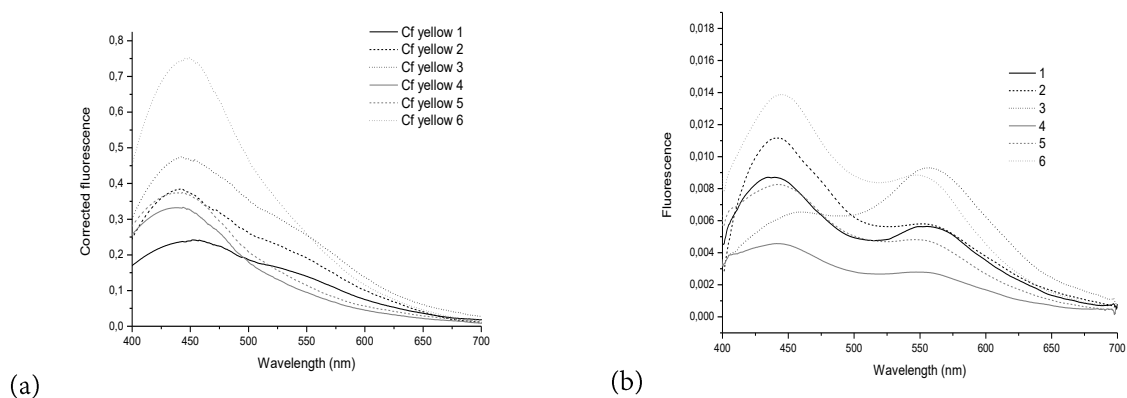 0,8
0,7
0,6
0,5
0,4
0,3
0,2
0,1
0,0
Corrected fluorescence
400 450 500 550 600 650 700
Wavelength (nm)
Cf yellow 1
Cf yellow 2
Cf yellow 3
Cf yellow 4
Cf yellow 5
Cf yellow 6
(a)
0,018
0,016
0,014
0,012
0,010
0,008
0,006
0,004
0,002
0,000
Fluorescence
400 450 500 550 600 650 700
Wavelength (nm)
1
2
3
4
5
6
(b)